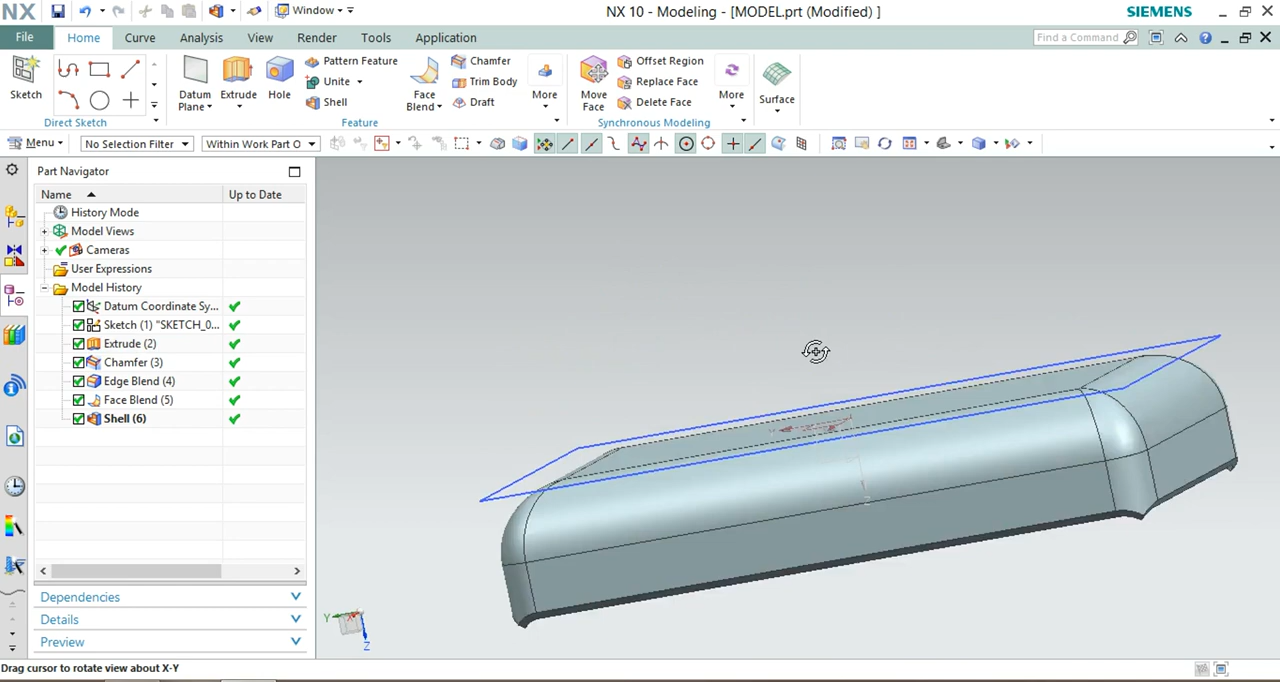 NX
Window
NX 10 - Modeling - [MODEL.prt (Modified) ]
SIEMENS
File
Home
Curve
Analysis
View
Render
Tools
Application
Find a Command
Sketch
Direct Sketch
Datum Plane
Extrude
Hole
Pattern Feature
Unite
Shell
Face Blend
Chamfer
Trim Body
Draft
More
Feature
Move Face
Offset Region
Replace Face
Delete Face
More
Synchronous Modeling
Surface
Menu
No Selection Filter
Within Work Part O
Part Navigator
Name
Up to Date
History Mode
Model Views
Cameras
User Expressions
Model History
Datum Coordinate Sy...
Sketch (1) "SKETCH_0...
Extrude (2)
Chamfer (3)
Edge Blend (4)
Face Blend (5)
Shell (6)
Dependencies
Details
Preview
Y
X
Z
Drag cursor to rotate view about X-Y